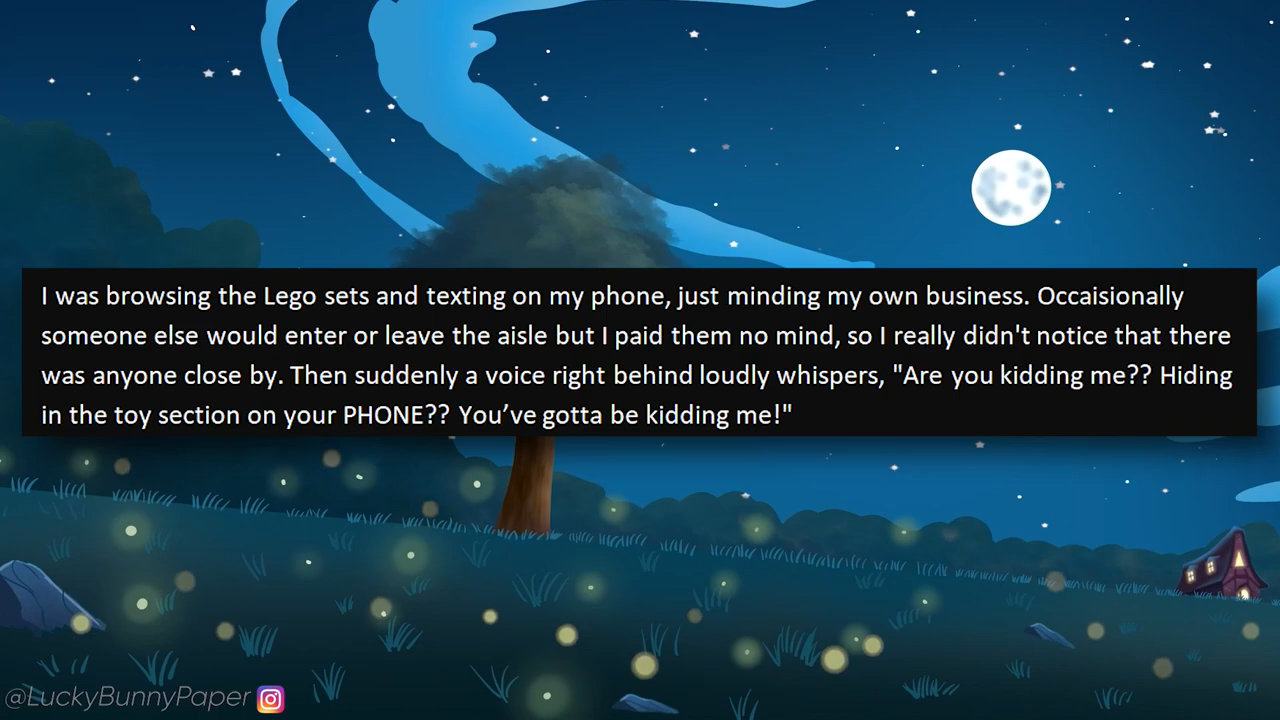 I was browsing the Lego sets and texting on my phone, just minding my own business. Occaisionally
someone else would enter or leave the aisle but I paid them no mind, so I really didn't notice that there
was anyone close by. Then suddenly a voice right behind loudly whispers, "Are you kidding me?? Hiding
in the toy section on your PHONE?? You’ve gotta be kidding me!"
@LuckyBunnyPaper